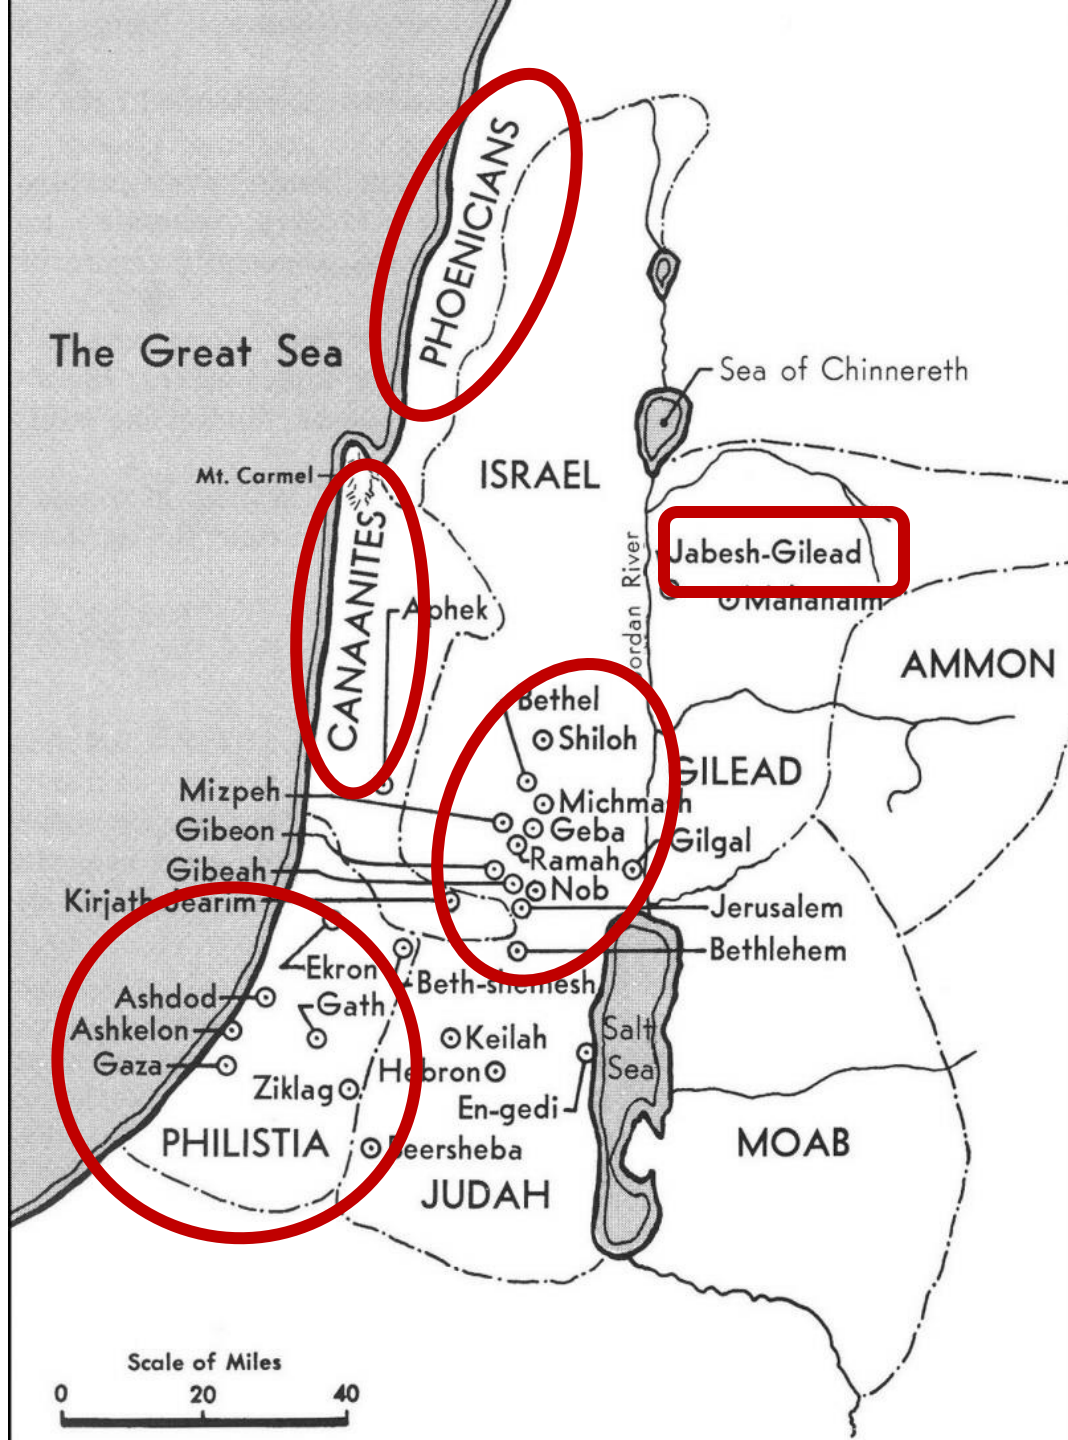 PHOENICIANS
The Great Sea
Sea of Chinnereth
Mt. Carmel
ISRAEL
CANAANITES
Jordan River
Jabesh-Gilead
Mahanaim
Aphek
AMMON
Bethel
Shiloh
GILEAD
Mizpeh
Michmash
Gibeon
Geba
Gilgal
Ramah
Gibeah
Nob
Kirjath-Jearim
Jerusalem
Bethlehem
Ekron
Beth-shemesh
Ashdod
Gath
Ashkelon
Keilah
Salt
Sea
Gaza
Hebron
Ziklag
En-gedi
PHILISTIA
Beersheba
MOAB
JUDAH
Scale of Miles
0 20 40